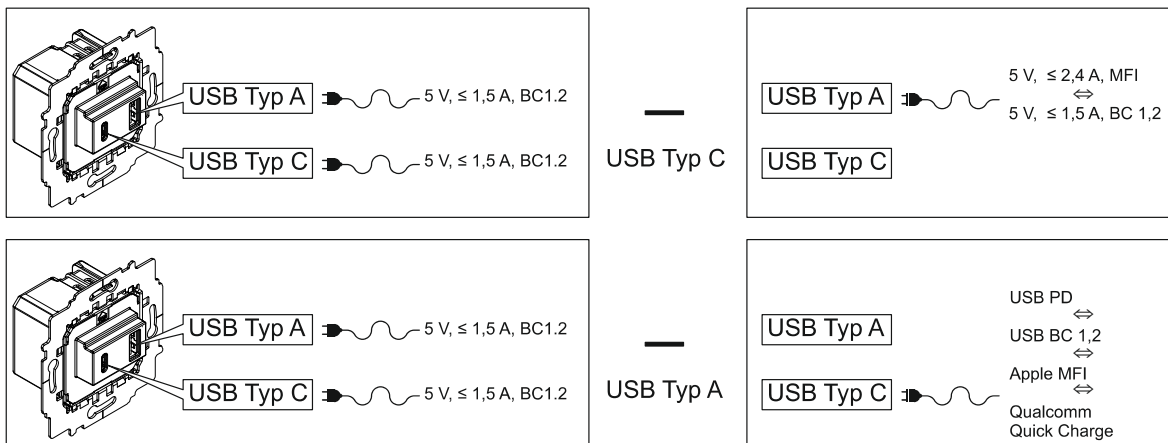 USB Typ A 5 V, ≤ 1,5 A, BC1.2
USB Typ C 5 V, ≤ 1,5 A, BC1.2
–
USB Typ C
USB Typ A
5 V, ≤ 2,4 A, MFI
⇔
5 V, ≤ 1,5 A, BC 1,2
USB Typ C
USB Typ A 5 V, ≤ 1,5 A, BC1.2
USB Typ C 5 V, ≤ 1,5 A, BC1.2
–
USB Typ A
USB Typ A
USB Typ C
USB PD
⇔
USB BC 1,2
⇔
Apple MFI
⇔
Qualcomm
Quick Charge